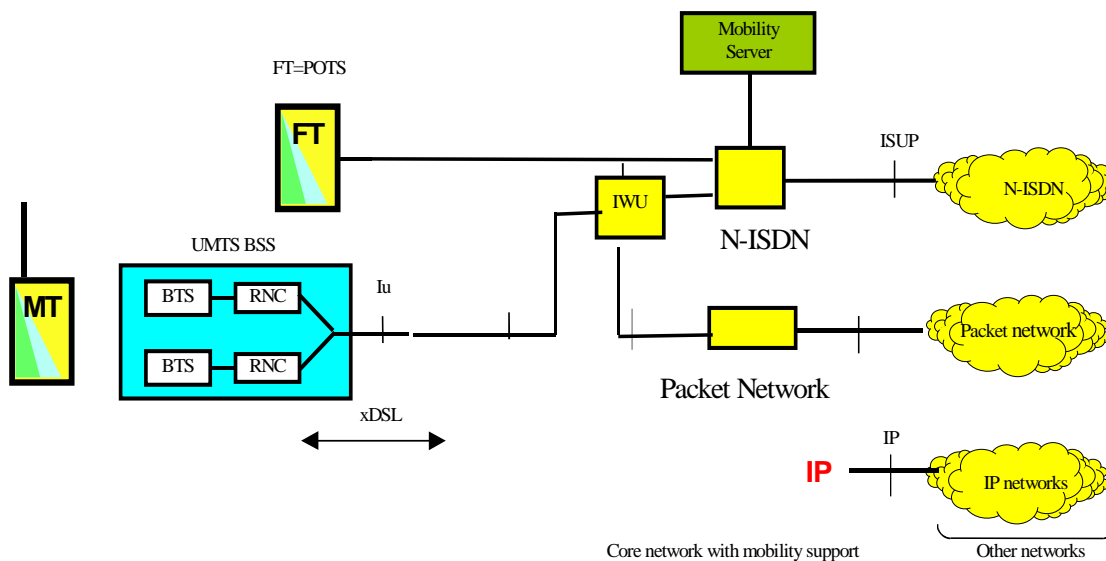 Mobility
Server
FT=POTS
FT
ISUP
N-ISDN
IWU
N-ISDN
UMTS BSS
MT
BTS
RNC
Iu
Packet network
BTS
RNC
Packet Network
xDSL
IP
IP
IP networks
Core network with mobility support
Other networks